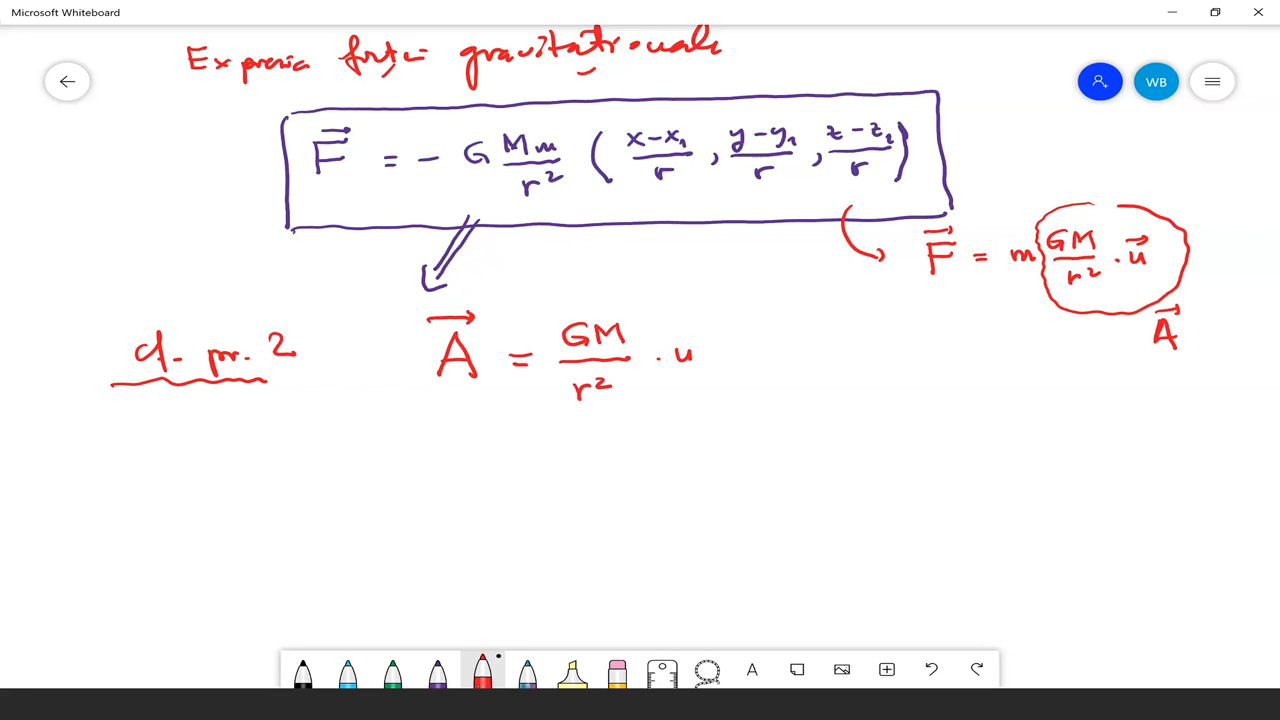 Microsoft Whiteboard
Expresia forței gravitaționale
WB
F⃗ = - G Mm/r² ( x-x₁/r , y-y₁/r , z-z₁/r )
F⃗ = m GM/r² · u⃗
A⃗
cf. pr. 2 A⃗ = GM/r² · u
A